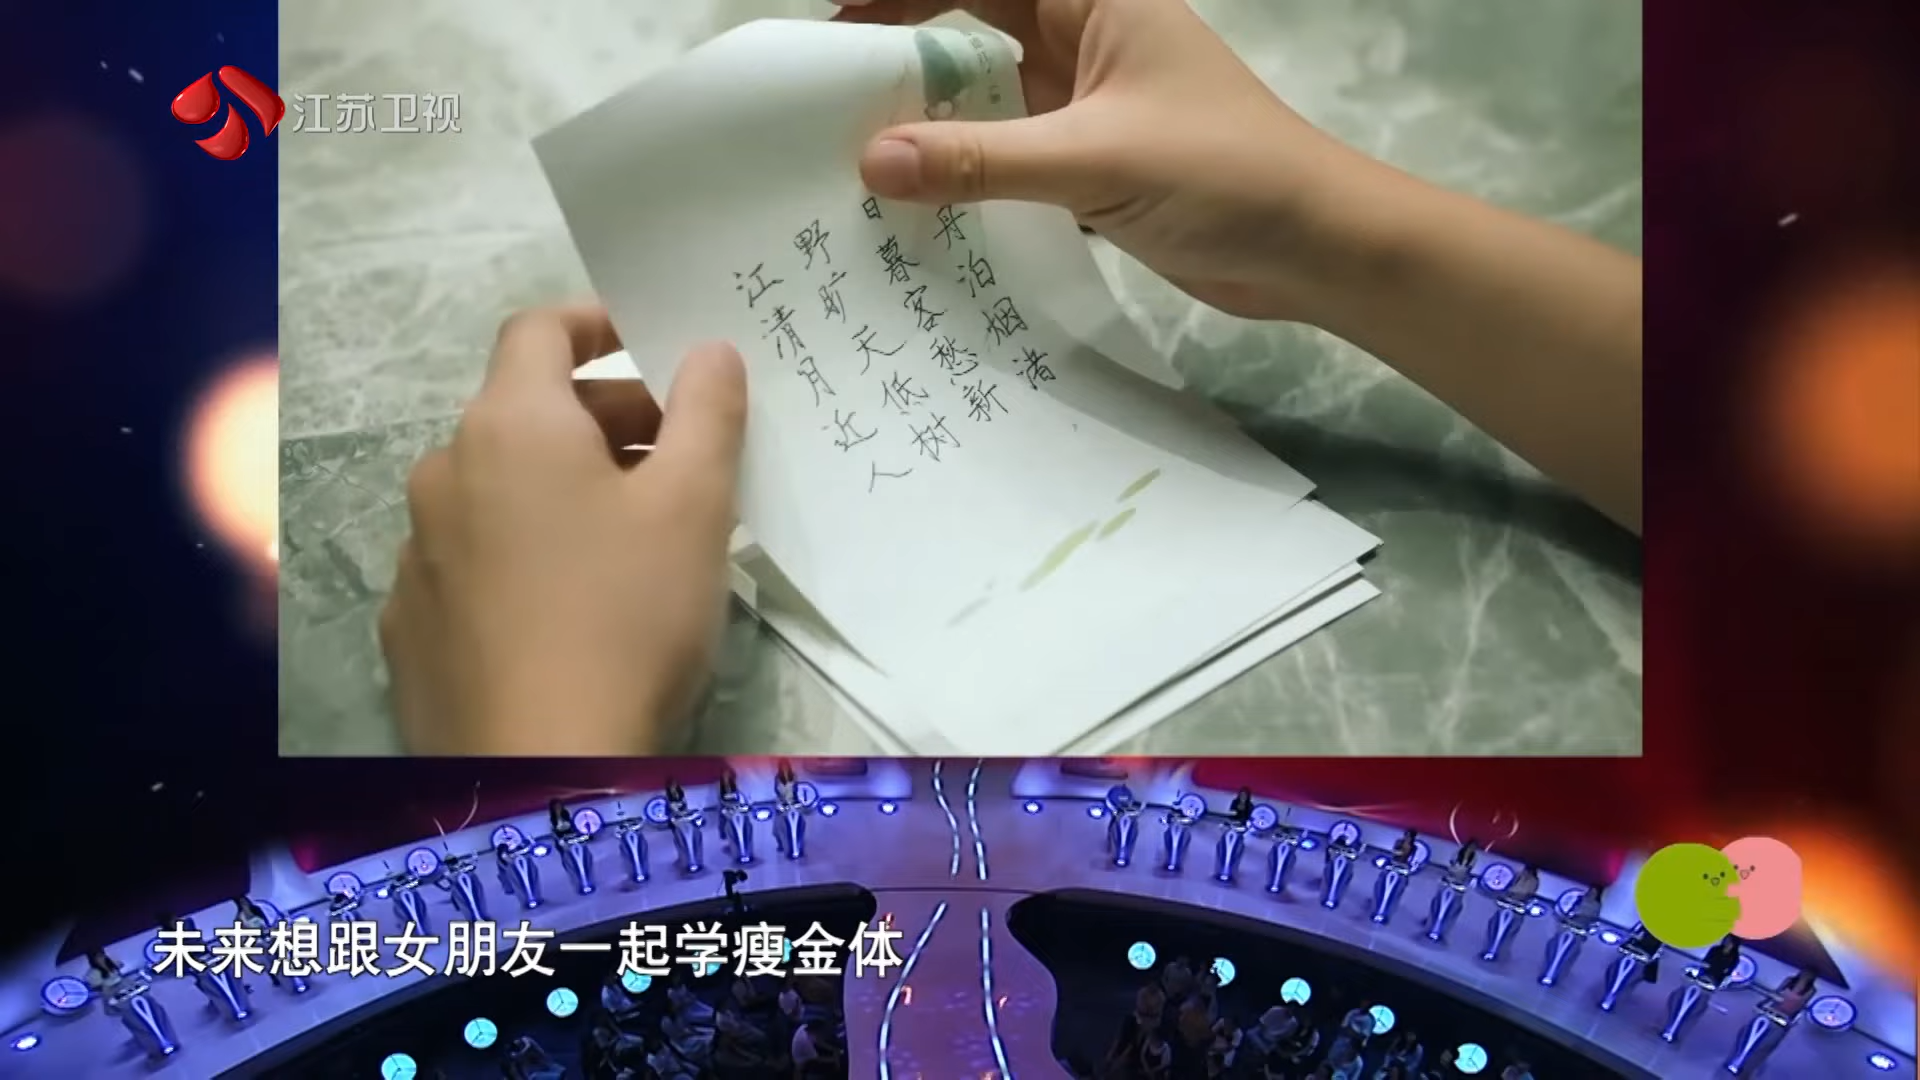 江苏卫视
丹泊烟渚
日暮客愁新
野旷天低树
江清月近人
未来想跟女朋友一起学瘦金体